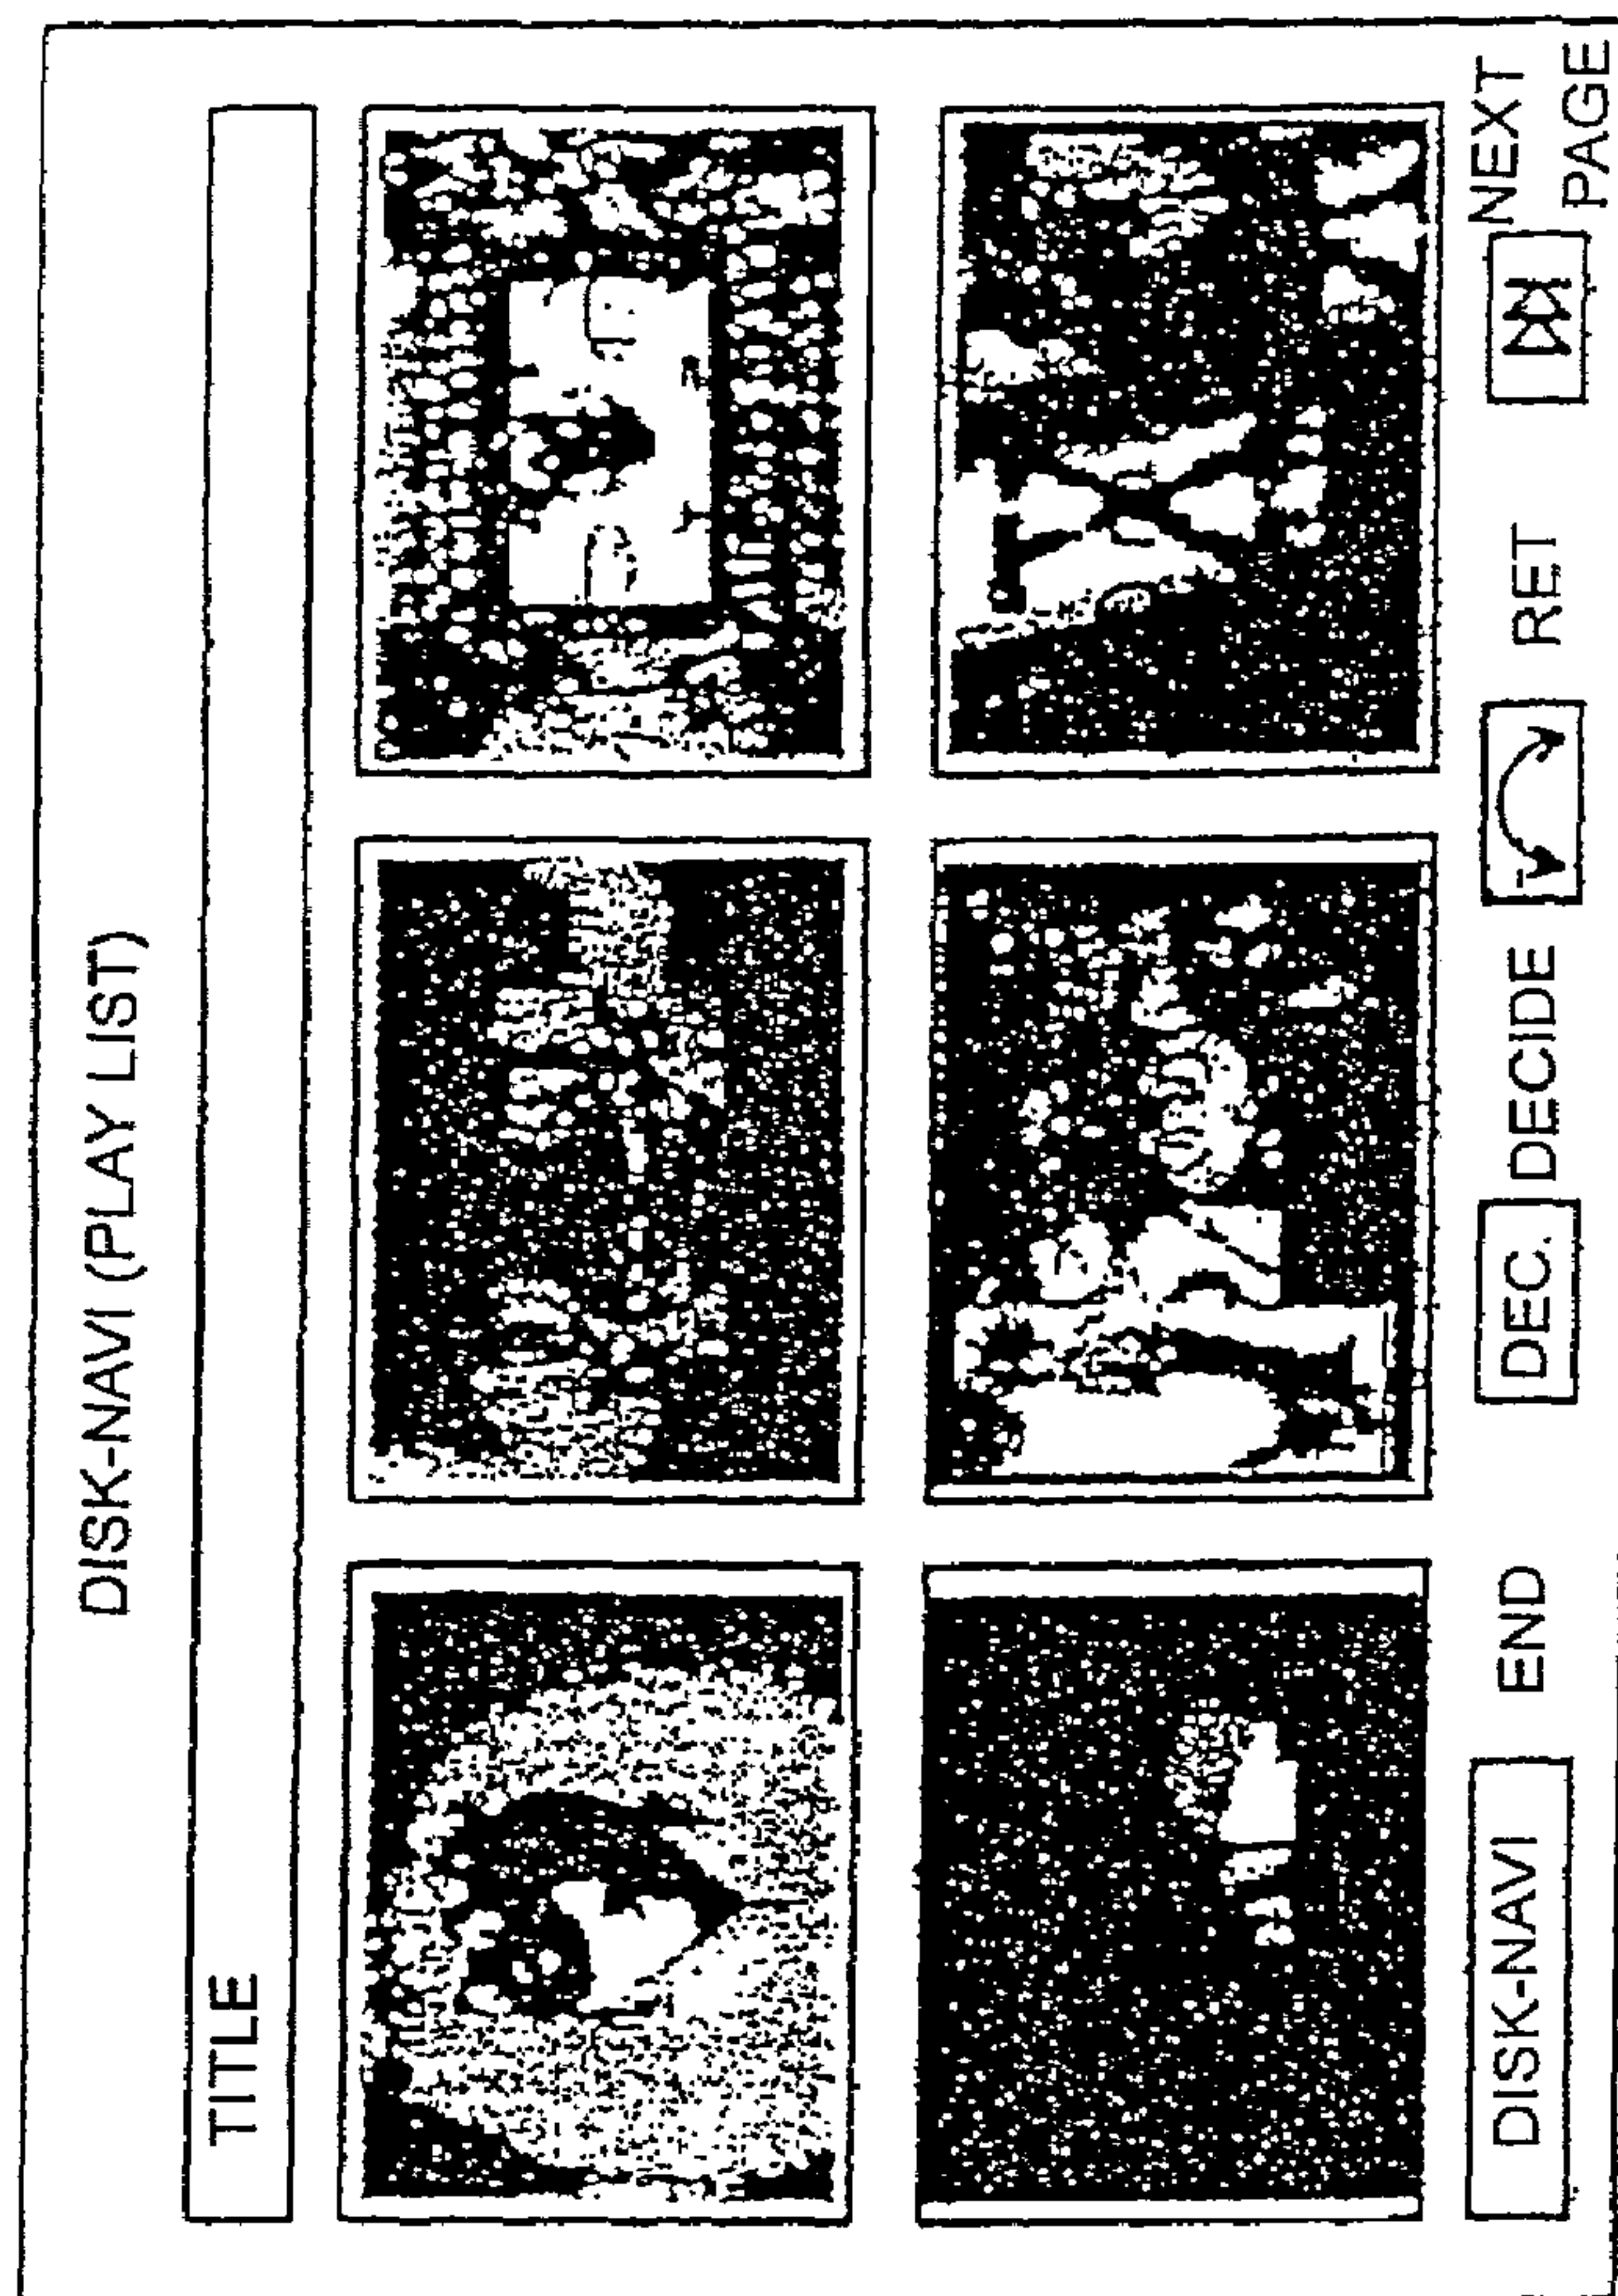 DISK-NAVI (PLAY LIST)
TITLE
DISK-NAVI END DEC. DECIDE RET NEXT
PAGE